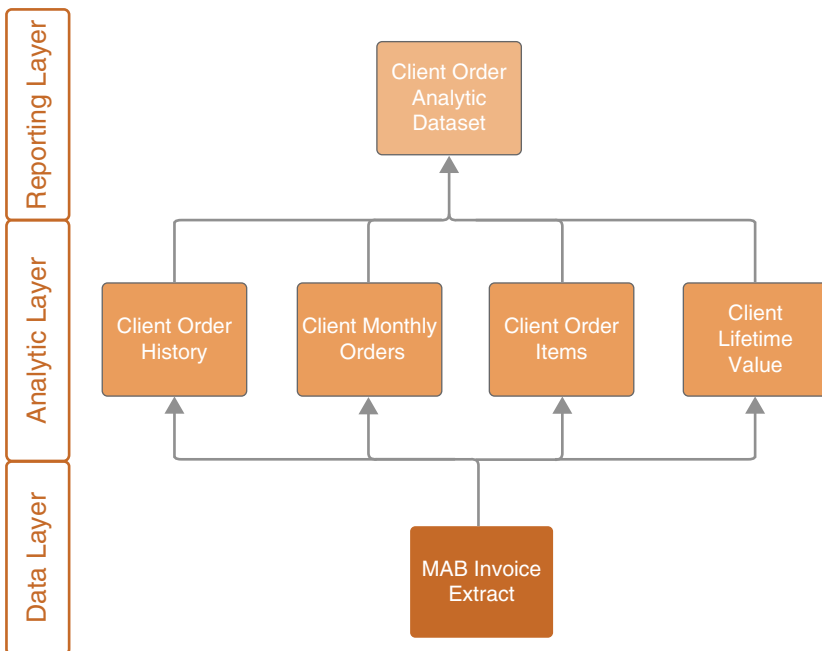 Reporting Layer
Client Order
Analytic
Dataset
Analytic Layer
Client Order
History
Client Monthly
Orders
Client Order
Items
Client
Lifetime
Value
Data Layer
MAB Invoice
Extract